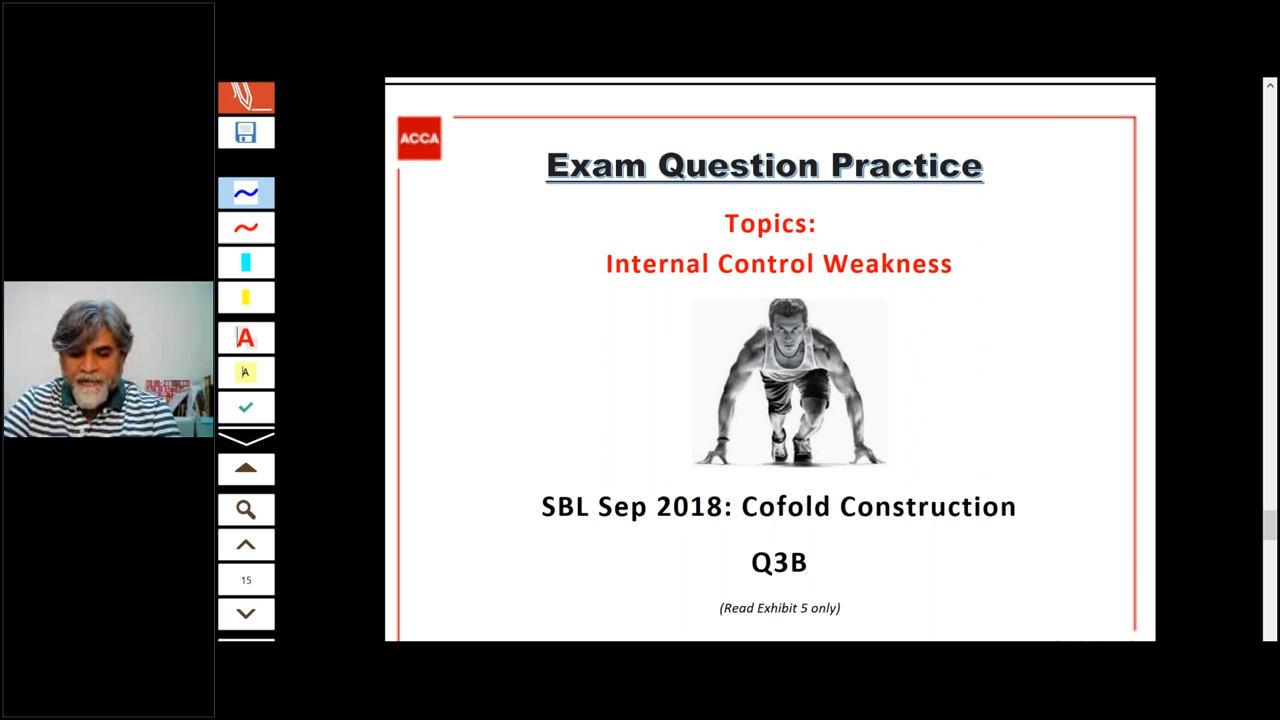 ACCA
Exam Question Practice
Topics:
Internal Control Weakness
SBL Sep 2018: Cofold Construction
Q3B
(Read Exhibit 5 only)
A
A
15